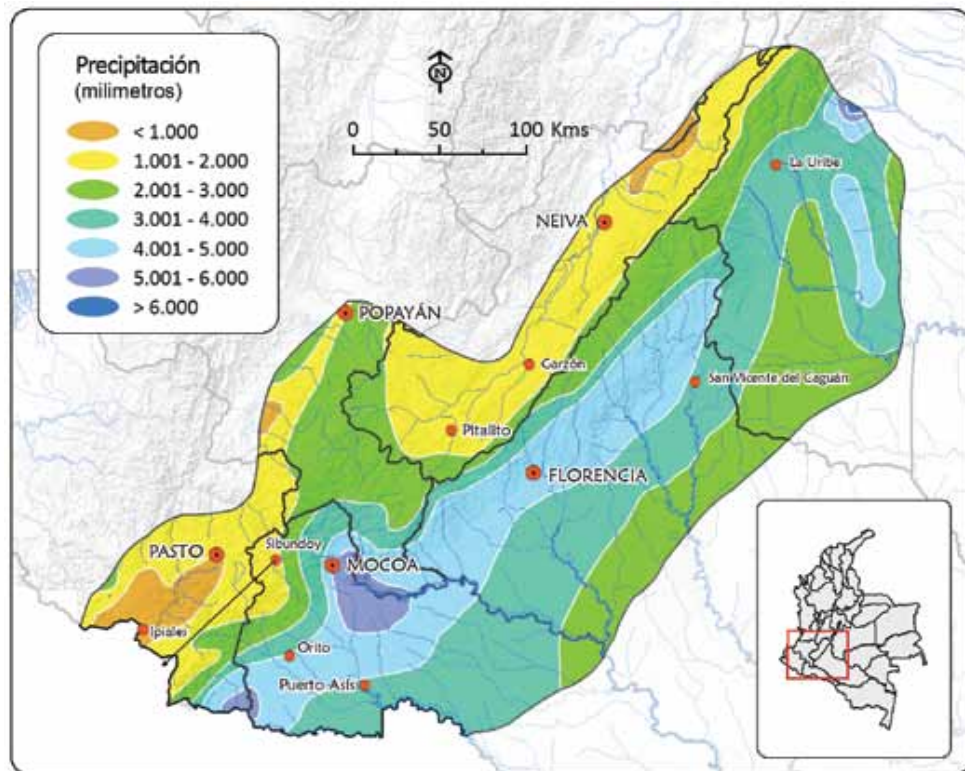 Precipitación
(milimetros)
< 1.000
1.001 - 2.000
2.001 - 3.000
3.001 - 4.000
4.001 - 5.000
5.001 - 6.000
> 6.000
N
0 50 100 Kms
La Uribe
NEIVA
POPAYÁN
Garzón
San Vicente del Caguán
Pitalito
FLORENCIA
PASTO
Sibundoy
MOCOA
Ipiales
Orito
Puerto Asís